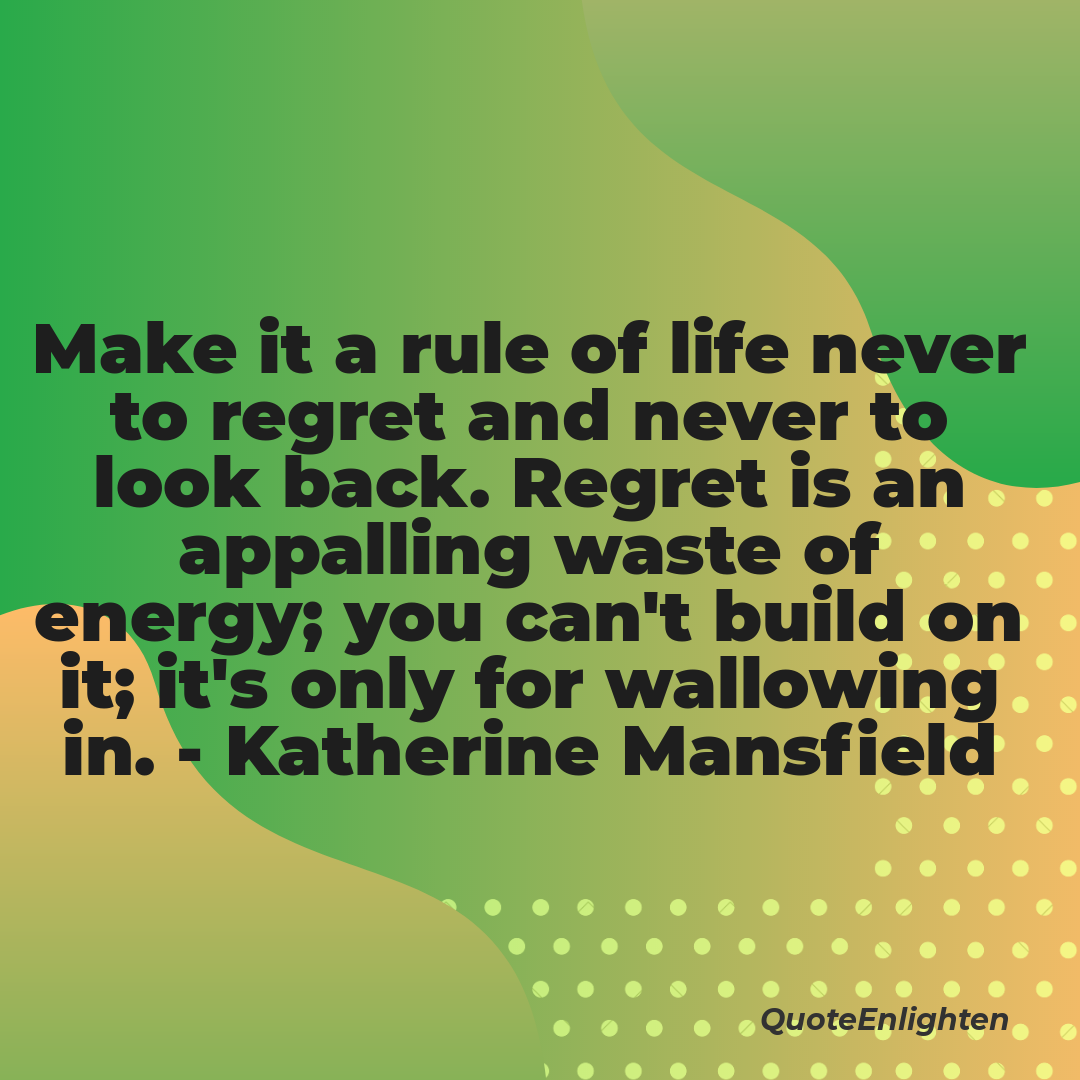 Make it a rule of life never
to regret and never to
look back. Regret is an
appalling waste of
energy; you can't build on
it; it's only for wallowing
in. - Katherine Mansfield
QuoteEnlighten